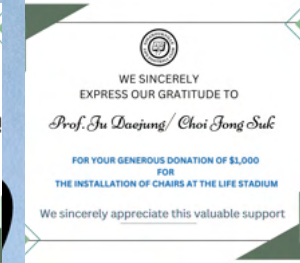 WE SINCERELY
EXPRESS OUR GRATITUDE TO
Prof. Ju Daejung/ Choi Jong Suk
FOR YOUR GENEROUS DONATION OF $1,000
FOR
THE INSTALLATION OF CHAIRS AT THE LIFE STADIUM
We sincerely appreciate this valuable support